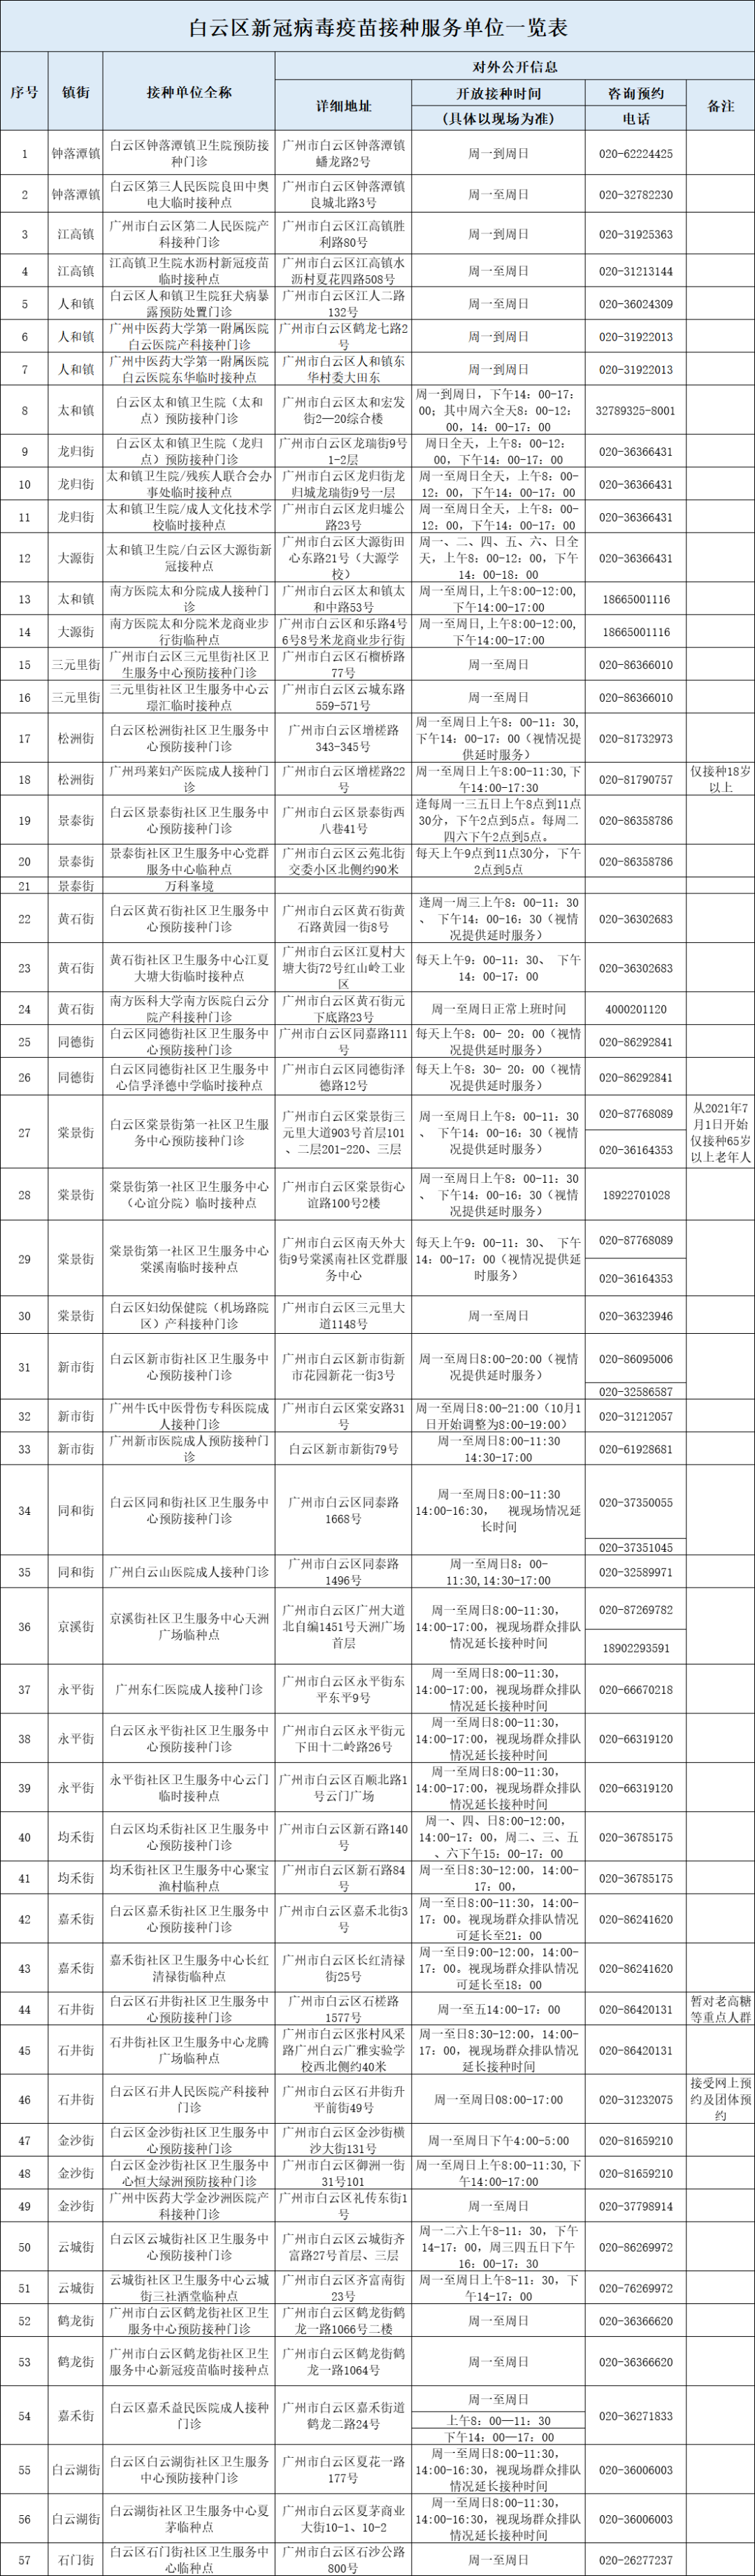 白云区新冠病毒疫苗接种服务单位一览表
序号 镇街 接种单位全称 对外公开信息
详细地址 开放接种时间 咨询预约 备注
(具体以现场为准) 电话
1 钟落潭镇 白云区钟落潭镇卫生院预防接种门诊 广州市白云区钟落潭镇蟠龙路2号 周一到周日 020-62224425
2 钟落潭镇 白云区第三人民医院良田中奥电大临时接种点 广州市白云区钟落潭镇良城北路3号 周一至周日 020-32782230
3 江高镇 广州市白云区第二人民医院产科接种门诊 广州市白云区江高镇胜利路80号 周一到周日 020-31925363
4 江高镇 江高镇卫生院水沥村新冠疫苗临时接种点 广州市白云区江高镇水沥村夏花四路508号 周一至周日 020-31213144
5 人和镇 白云区人和镇卫生院狂犬病暴露预防处置门诊 广州市白云区江人二路132号 周一至周日 020-36024309
6 人和镇 广州中医药大学第一附属医院白云医院产科接种门诊 广州市白云区鹤龙七路2号 周一到周日 020-31922013
7 人和镇 广州中医药大学第一附属医院白云医院东华临时接种点 广州市白云区人和镇东华村委大田东 周一到周日 020-31922013
8 太和镇 白云区太和镇卫生院（太和点）预防接种门诊 广州市白云区太和宏发街2—20综合楼 周一到周日，下午14：00-17：00；其中周六全天8：00-12：00，14：00-17：00 32789325-8001
9 龙归街 白云区太和镇卫生院（龙归点）预防接种门诊 广州市白云区龙瑞街9号1-2层 周日全天，上午8：00-12：00，下午14：00-17：00 020-36366431
10 龙归街 太和镇卫生院/残疾人联合会办事处临时接种点 广州市白云区龙归街龙归城龙瑞街9号一层 周一至周日全天，上午8：00-12：00，下午14：00-17：00 020-36366431
11 龙归街 太和镇卫生院/成人文化技术学校临时接种点 广州市白云区龙归墟公路23号 周一至周日全天，上午8：00-12：00，下午14：00-17：00 020-36366431
12 大源街 太和镇卫生院/白云区大源街新冠接种点 广州市白云区大源街田心东路21号（大源学校） 周一、二、四、五、六、日全天，上午8：00-12：00，下午14：00-18：00 020-36366431
13 太和镇 南方医院太和分院成人接种门诊 广州市白云区太和镇太和中路53号 周一至周日,上午8:00-12:00,下午14:00-17:00 18665001116
14 大源街 南方医院太和分院米龙商业步行街临种点 广州市白云区和乐路4号6号8号米龙商业步行街 周一至周日,上午8:00-12:00,下午14:00-17:00 18665001116
15 三元里街 广州市白云区三元里街社区卫生服务中心预防接种门诊 广州市白云区石榴桥路77号 周一至周日 020-86366010
16 三元里街 三元里街社区卫生服务中心云璟汇临时接种点 广州市白云区云城东路559-571号 周一至周日 020-86366010
17 松洲街 白云区松洲街社区卫生服务中心预防接种门诊 广州市白云区增槎路343-345号 周一至周日上午8：00-11：30,下午14：00-17：00（视情况提供延时服务） 020-81732973
18 松洲街 广州玛莱妇产医院成人接种门诊 广州市白云区增槎路22号 周一至周日上午8:00-11:30,下午14:00-17:30 020-81790757 仅接种18岁以上
19 景泰街 白云区景泰街社区卫生服务中心预防接种门诊 广州市白云区景泰街西八巷41号 逢每周一三五日上午8点到11点30分，下午2点到5点。每周二四六下午2点到5点。 020-86358786
20 景泰街 景泰街社区卫生服务中心党群服务中心临种点 广州市白云区云苑北街交委小区北侧约90米 每天上午9点到11点30分，下午2点到5点 020-86358786
21 景泰街 万科峯境
22 黄石街 白云区黄石街社区卫生服务中心预防接种门诊 广州市白云区黄石街黄石路黄园一街8号 逢周一周三上午8：00-11：30、 下午14：00-16：30（视情况提供延时服务） 020-36302683
23 黄石街 黄石街社区卫生服务中心江夏大塘大街临时接种点 广州市白云区江夏村大塘大街72号红山岭工业区 每天上午9：00-11：30、 下午14：00-17：00 020-36302683
24 黄石街 南方医科大学南方医院白云分院产科接种门诊 广州市白云区黄石街元下底路23号 周一至周日正常上班时间 4000201120
25 同德街 白云区同德街社区卫生服务中心预防接种门诊 广州市白云区同嘉路111号 每天上午8：00- 20：00（视情况提供延时服务） 020-86292841
26 同德街 白云区同德街社区卫生服务中心信孚泽德中学临时接种点 广州市白云区同德街泽德路12号 每天上午8：30- 20：00（视情况提供延时服务） 020-86292841
27 棠景街 白云区棠景街第一社区卫生服务中心预防接种门诊 广州市白云区棠景街三元里大道903号首层101、二层201-220、三层 周一至周日上午8：00-11：30、 下午14：00-16：30（视情况提供延时服务） 020-87768089 020-36164353 从2021年7月1日开始仅接种65岁以上老年人
28 棠景街 棠景街第一社区卫生服务中心（心谊分院）临时接种点 广州市白云区棠景街心谊路100号2楼 周一至周日上午8：00-11：30、 下午14：00-16：30（视情况提供延时服务） 18922701028
29 棠景街 棠景街第一社区卫生服务中心棠溪南临时接种点 广州市白云区南天外大街9号棠溪南社区党群服务中心 每天上午9：00-11：30、 下午14：00-17：00（视情况提供延时服务） 020-87768089 020-36164353
30 棠景街 白云区妇幼保健院（机场路院区）产科接种门诊 广州市白云区三元里大道1148号 周一至周日 020-36323946
31 新市街 白云区新市街社区卫生服务中心预防接种门诊 广州市白云区新市街新市花园新花一街3号 周一至周日8:00-20:00（视情况提供延时服务） 020-86095006 020-32586587
32 新市街 广州牛氏中医骨伤专科医院成人接种门诊 广州市白云区棠安路31号 周一至周日8:00-21:00（10月1日开始调整为8:00-19:00） 020-31212057
33 新市街 广州新市医院成人预防接种门诊 白云区新市新街79号 周一至周日8:00-11:30 14:30-17:00 020-61928681
34 同和街 白云区同和街社区卫生服务中心预防接种门诊 广州市白云区同泰路1668号 周一至周日8:00-11:30 14:00-16:30， 视现场情况延长时间 020-37350055 020-37351045
35 同和街 广州白云山医院成人接种门诊 广州市白云区同泰路1496号 周一至周日8：00-11:30,14:30-17:00 020-32589971
36 京溪街 京溪街社区卫生服务中心天洲广场临种点 广州市白云区广州大道北自编1451号天洲广场首层 周一至周日8:00-11:30，14:00-17:00，视现场群众排队情况延长接种时间 020-87269782 18902293591
37 永平街 广州东仁医院成人接种门诊 广州市白云区永平街东平东平9号 周一至周日8:00-11:30，14:00-17:00，视现场群众排队情况延长接种时间 020-66670218
38 永平街 白云区永平街社区卫生服务中心预防接种门诊 广州市白云区永平街元下田十二岭路26号 周一至周日8:00-11:30，14:00-17:00，视现场群众排队情况延长接种时间 020-66319120
39 永平街 永平街社区卫生服务中心云门临时接种点 广州市白云区百顺北路1号云门广场 周一至周日8:00-11:30，14:00-17:00，视现场群众排队情况延长接种时间 020-66319120
40 均禾街 白云区均禾街社区卫生服务中心预防接种门诊 广州市白云区新石路140号 周一、四、日8:00-12:00，14:00-17：00，周二、三、五、六下午15：00-17：00 020-36785175
41 均禾街 均禾街社区卫生服务中心聚宝渔村临种点 广州市白云区新石路84号 周一至日8:30-12:00，14:00-17：00， 020-36785175
42 嘉禾街 白云区嘉禾街社区卫生服务中心预防接种门诊 广州市白云区嘉禾北街3号 周一至日8:00-11:30，14:00-17：00。视现场群众排队情况可延长至21：00 020-86241620
43 嘉禾街 嘉禾街社区卫生服务中心长红清禄街临种点 广州市白云区长红清禄街25号 周一至日9:00-12:00，14:00-17：00。视现场群众排队情况可延长至18：00 020-86241620
44 石井街 白云区石井街社区卫生服务中心预防接种门诊 广州市白云区石槎路1577号 周一至五14:00-17：00 020-86420131 暂对老高糖等重点人群
45 石井街 石井街社区卫生服务中心龙腾广场临种点 广州市白云区张村风采路广州白云广雅实验学校西北侧约40米 周一至周日8:30-12:00，14:00-17：00，视现场群众排队情况延长接种时间 020-86420131
46 石井街 白云区石井人民医院产科接种门诊 广州市白云区石井街升平前街49号 周一至周日08:00-17:00 020-31232075 接受网上预约及团体预约
47 金沙街 白云区金沙街社区卫生服务中心预防接种门诊 广州市白云区金沙街横沙大街131号 周一至周日下午4:00-5:00 020-81659210
48 金沙街 白云区金沙街社区卫生服务中心恒大绿洲预防接种门诊 广州市白云区御洲一街31号101 周一至周日上午8:00-11:30,下午14:00-17:00 020-81659210
49 金沙街 广州中医药大学金沙洲医院产科接种门诊 广州市白云区礼传东街1号 周一至周日 020-37798914
50 云城街 白云区云城街社区卫生服务中心预防接种门诊 广州市白云区云城街齐富路27号首层、三层 周一二六上午8-11：30，下午14-17：00，周三四五日下午16：00-17：30 020-86269972
51 云城街 云城街社区卫生服务中心云城街三社酒堂临种点 广州市白云区齐富南街23号 周一至周日上午8-11：30，下午14-17：00 020-76269972
52 鹤龙街 广州市白云区鹤龙街社区卫生服务中心预防接种门诊 广州市白云区鹤龙街鹤龙一路1066号二楼 周一至周日 020-36366620
53 鹤龙街 广州市白云区鹤龙街社区卫生服务中心新冠疫苗临时接种点 广州市白云区鹤龙街鹤龙一路1064号 周一至周日 020-36366620
54 嘉禾街 白云区嘉禾益民医院成人接种门诊 广州市白云区嘉禾街道鹤龙二路24号 周一至周日 上午8：00—11：30 下午14：00—17：00 020-36271833
55 白云湖街 白云区白云湖街社区卫生服务中心预防接种门诊 广州市白云区夏花一路177号 周一至周日8:00-11:30，14:00-16:30，视现场群众排队情况延长接种时间 020-36006003
56 白云湖街 白云湖街社区卫生服务中心夏茅临种点 广州市白云区夏茅商业大街10-1、10-2 周一至周日8:00-11:30，14:00-16:30，视现场群众排队情况延长接种时间 020-36006003
57 石门街 白云区石门街社区卫生服务中心临种点 广州市白云区石沙公路800号 周一至周日 020-26277237